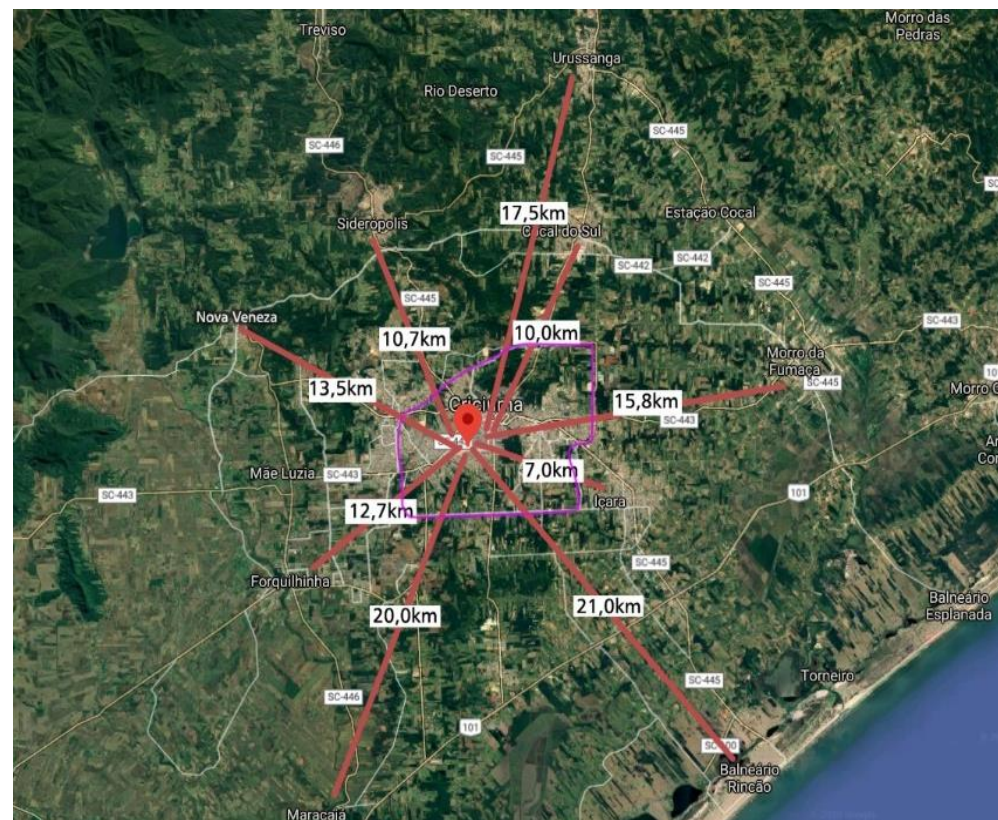 Morro das
Pedras
Treviso
Urussanga
Rio Deserto
SC-445
SC-446
SC-445
17,5km
Estação Cocal
Sideropolis
Cocal do Sul
SC-442
SC-442
SC-445
SC-445
Nova Veneza
SC-443
10,7km
10,0km
Morro da
Fumaça
SC-445
13,5km
15,8km
Criciúma
SC-443
7,0km
Mãe Luzia
SC-443
SC-443
101
Içara
12,7km
Forquilhinha
SC-445
Balneário
Esplanada
21,0km
20,0km
Torneiro
SC-445
SC-446
101
Balneário
Rincão
Maracajá